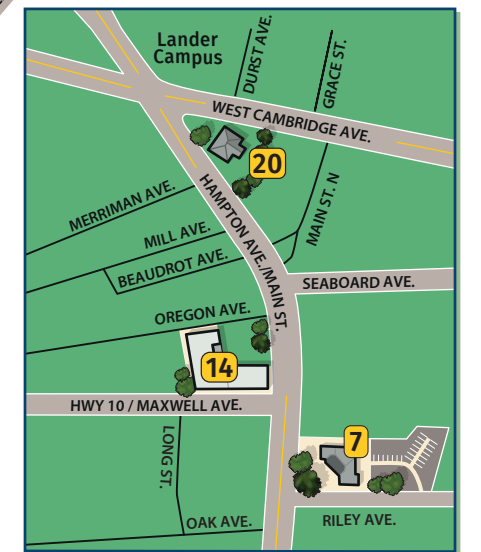 Lander
Campus
DURST AVE.
GRACE ST.
WEST CAMBRIDGE AVE.
20
MERRIMAN AVE.
HAMPTON AVE./MAIN ST.
MAIN ST. N
MILL AVE.
BEAUDROT AVE.
SEABOARD AVE.
OREGON AVE.
14
HWY 10 / MAXWELL AVE.
LONG ST.
7
OAK AVE.
RILEY AVE.